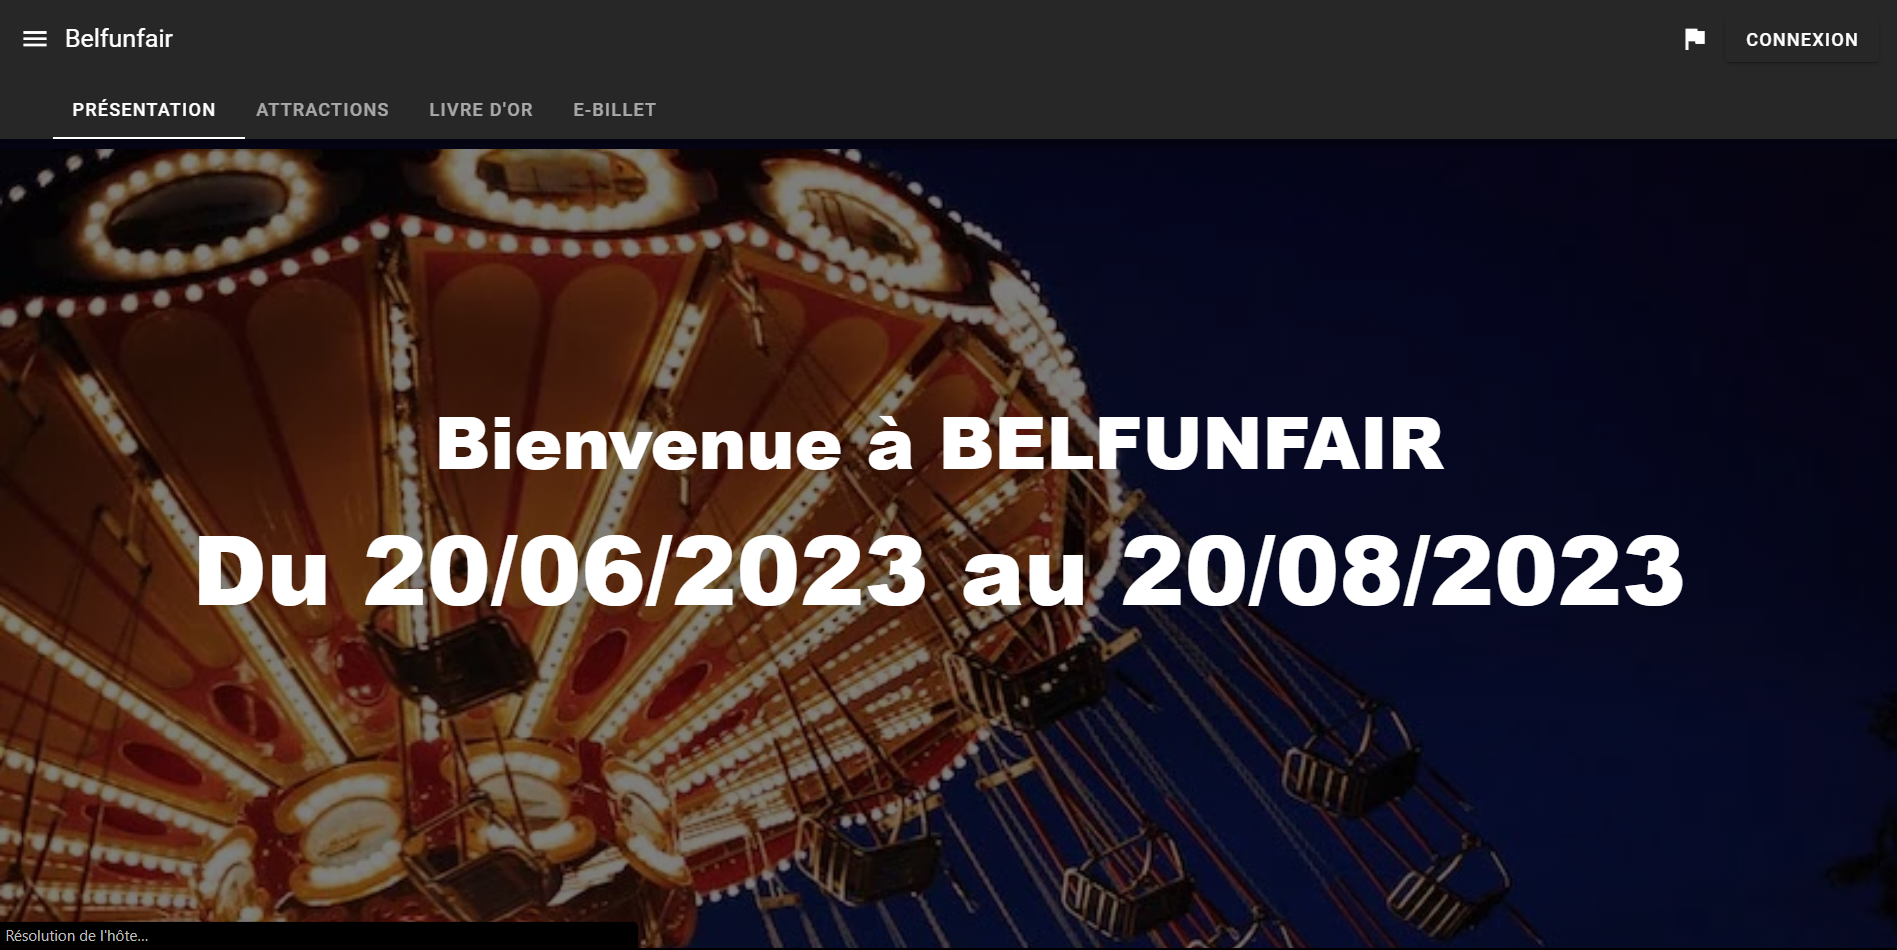 Belfunfair
CONNEXION
PRÉSENTATION ATTRACTIONS LIVRE D'OR E-BILLET
Bienvenue à BELFUNFAIR
Du 20/06/2023 au 20/08/2023
Résolution de l'hôte...